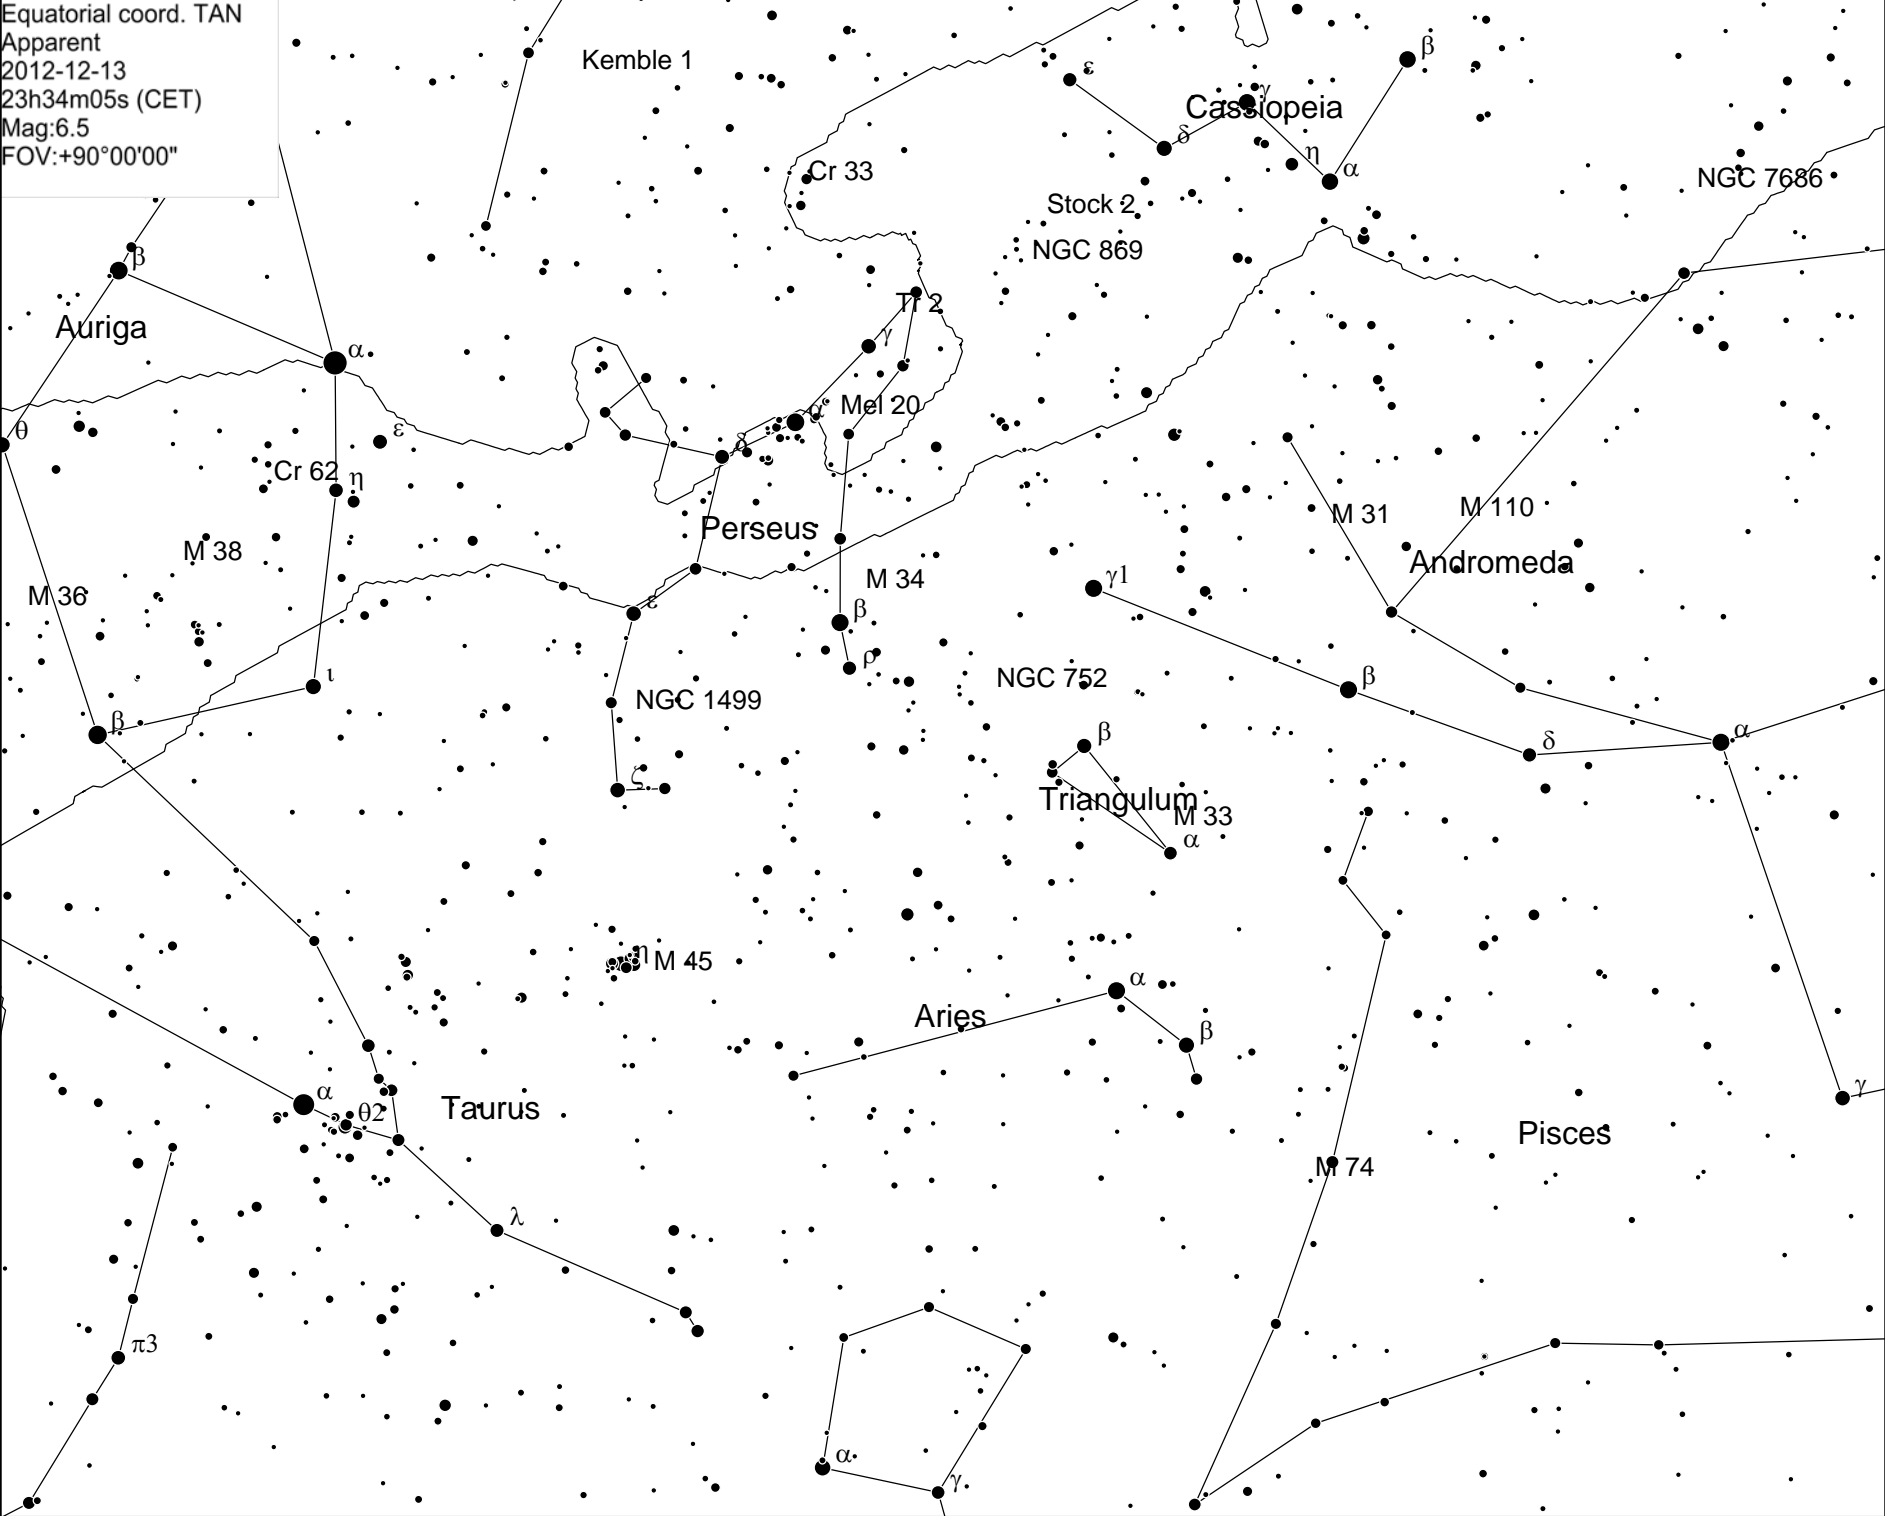 Equatorial coord. TAN
Apparent
2012-12-13
23h34m05s (CET)
Mag:6.5
FOV:+90°00'00"
Kemble 1
β
ε
γ
Cassiopeia
δ
η
α
Cr 33
NGC 7686
Stock 2
NGC 869
β
Auriga
Tr 2
γ
α
θ
ε
α
Mel 20
δ
Cr 62
η
M 31
M 110
Perseus
M 38
Andromeda
M 36
M 34
γ1
ε
β
ρ
ι
NGC 1499
NGC 752
β
β
β
δ
α
ζ
Triangulum
M 33
α
η
M 45
α
Aries
β
α
θ2
Taurus
γ
Pisces
M 74
λ
π3
α
γ